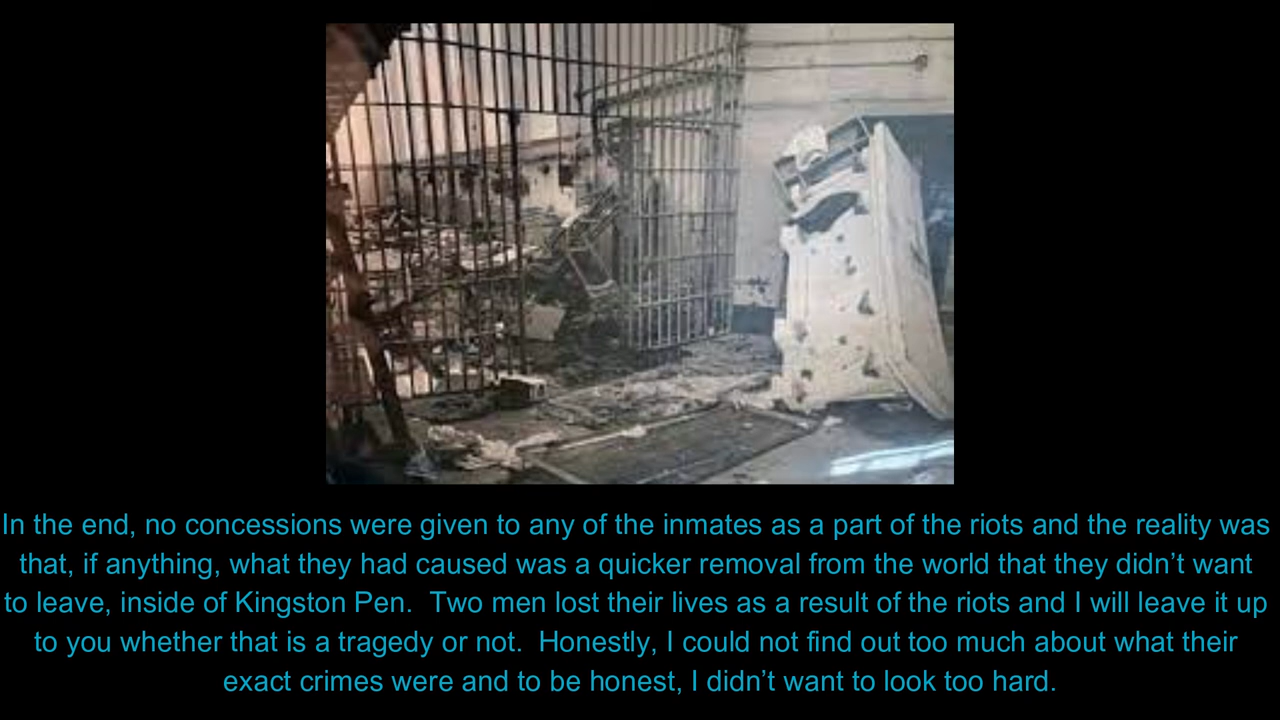 In the end, no concessions were given to any of the inmates as a part of the riots and the reality was
that, if anything, what they had caused was a quicker removal from the world that they didn’t want
to leave, inside of Kingston Pen.  Two men lost their lives as a result of the riots and I will leave it up
to you whether that is a tragedy or not.  Honestly, I could not find out too much about what their
exact crimes were and to be honest, I didn’t want to look too hard.